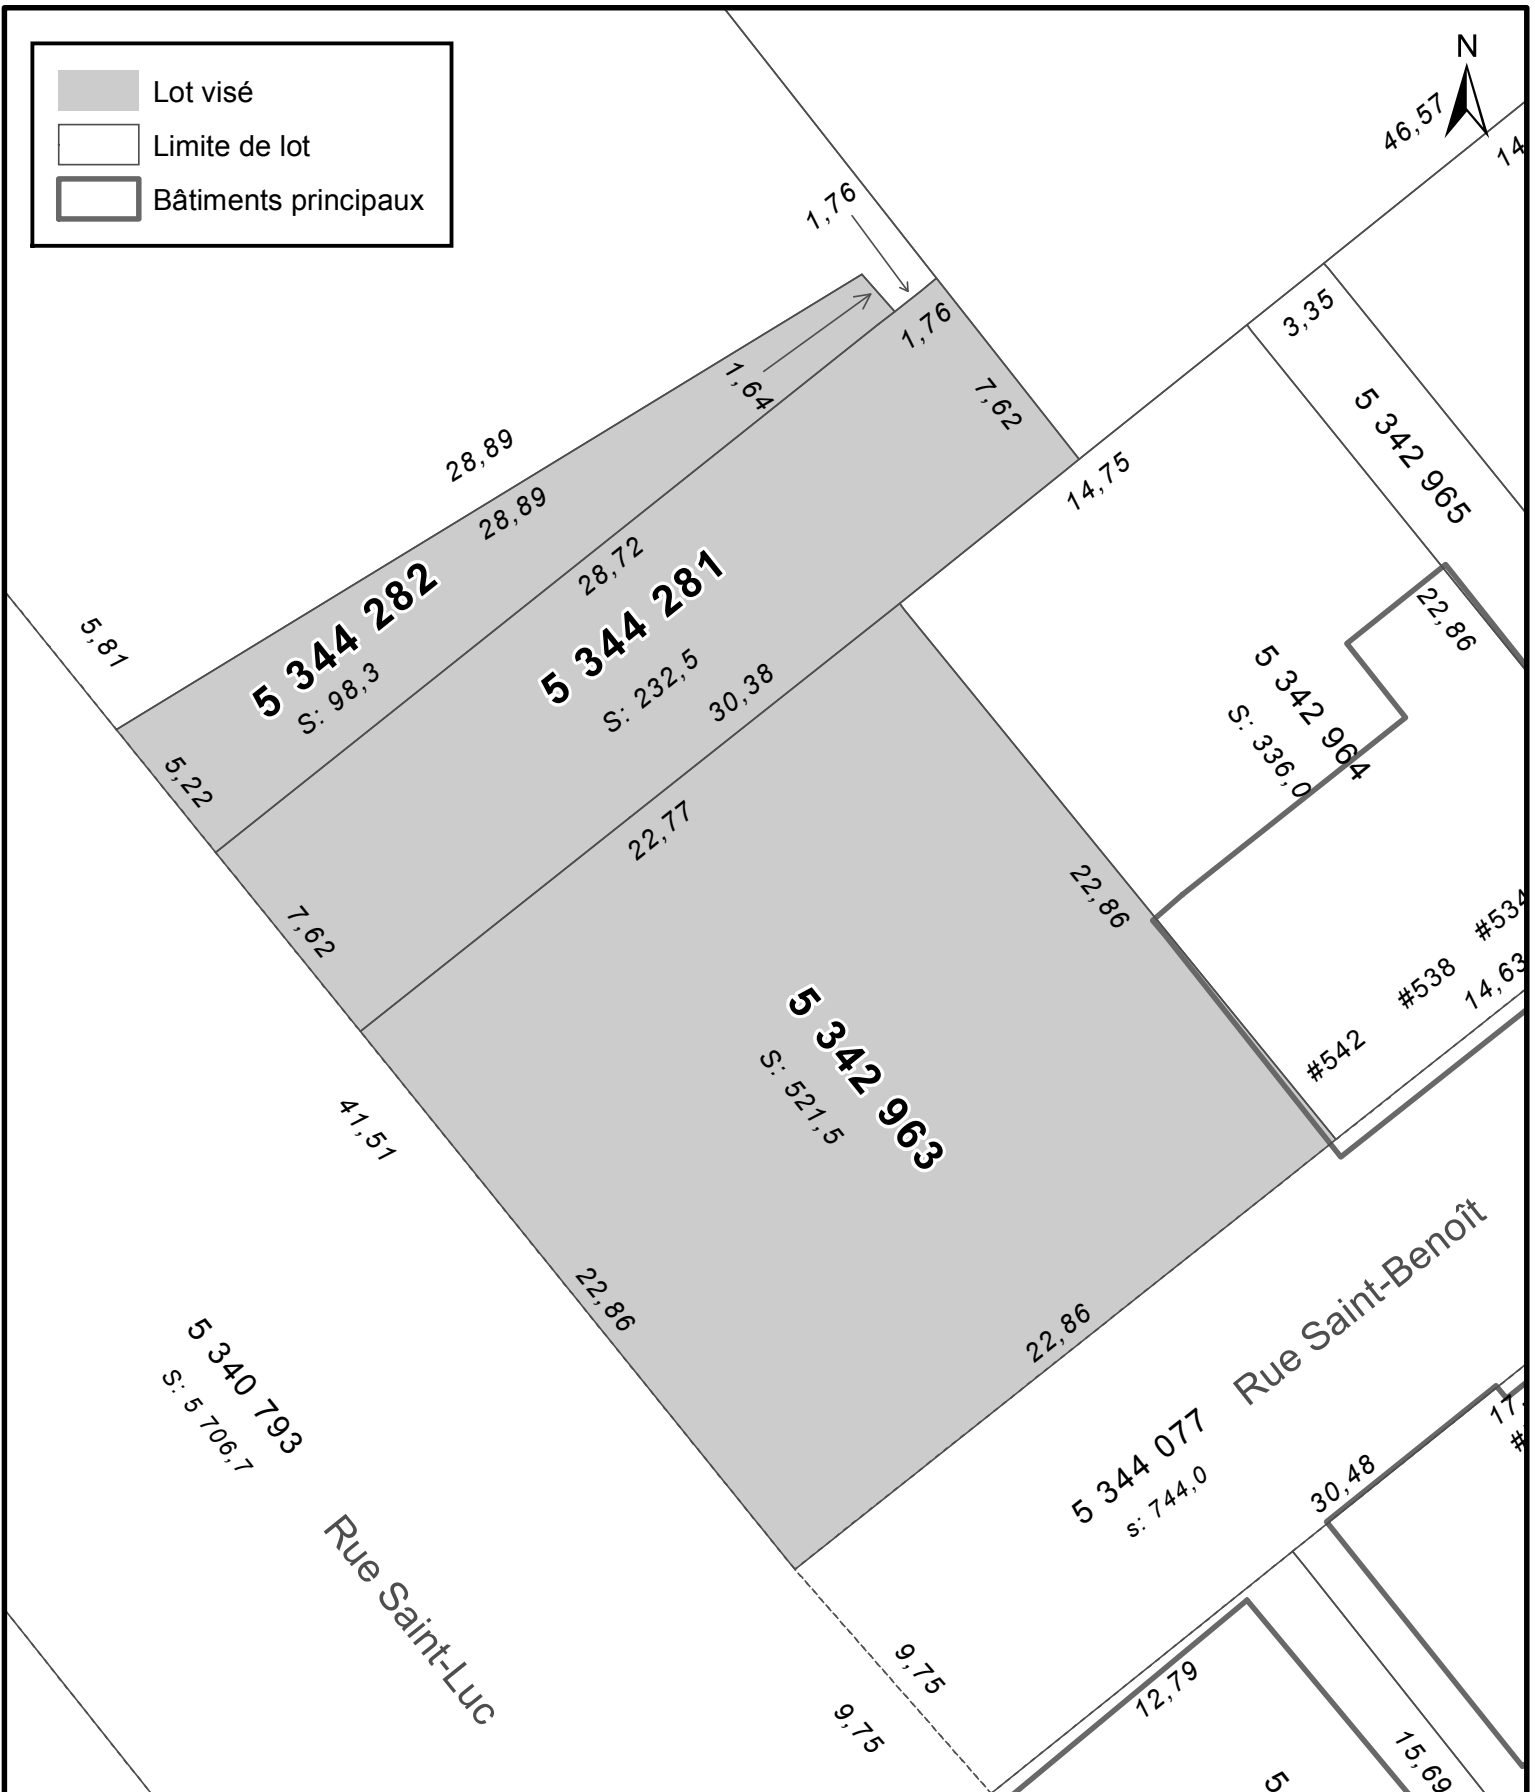 Lot visé
Limite de lot
Bâtiments principaux
N
46,57
14
1,76
3,35
1,76
1,64
7,62
5 342 965
28,89
28,89
14,75
28,72
5 344 282
S: 98,3
5 344 281
S: 232,5
5,81
30,38
22,86
5 342 964
S: 336,0
5,22
22,77
22,86
7,62
#534
#538
14,63
#542
5 342 963
S: 521,5
41,51
22,86
22,86
Rue Saint-Benoît
5 340 793
S: 5 706,7
5 344 077
s: 744,0
17,
#
30,48
Rue Saint-Luc
9,75
9,75
12,79
15,69
5